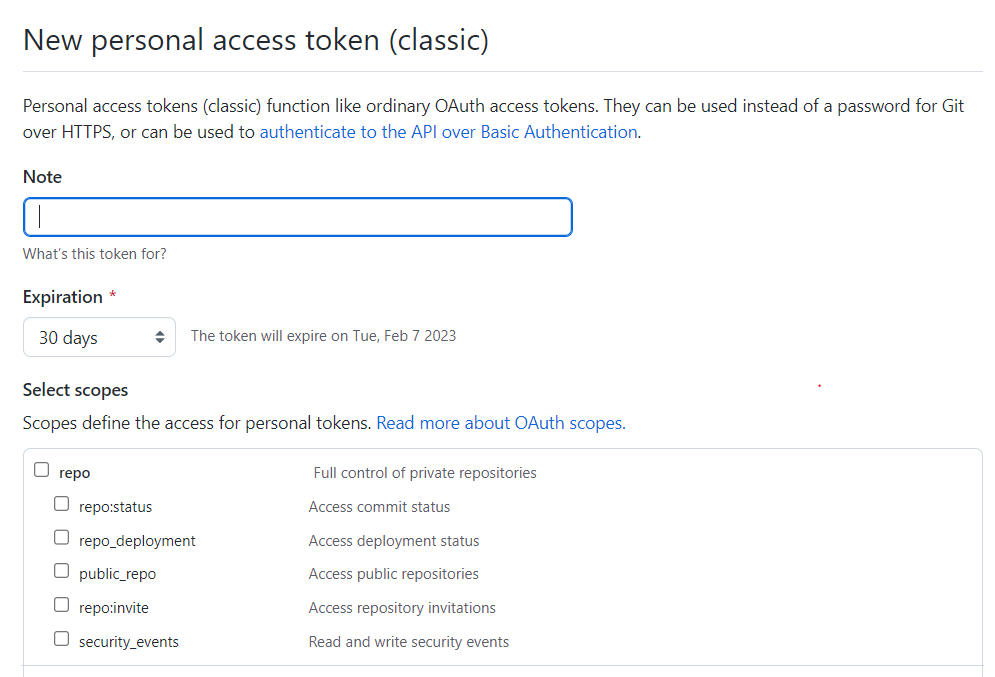 New personal access token (classic)
Personal access tokens (classic) function like ordinary OAuth access tokens. They can be used instead of a password for Git
over HTTPS, or can be used to authenticate to the API over Basic Authentication.
Note
What's this token for?
Expiration *
30 days The token will expire on Tue, Feb 7 2023
Select scopes
Scopes define the access for personal tokens. Read more about OAuth scopes.
repo Full control of private repositories
repo:status Access commit status
repo_deployment Access deployment status
public_repo Access public repositories
repo:invite Access repository invitations
security_events Read and write security events